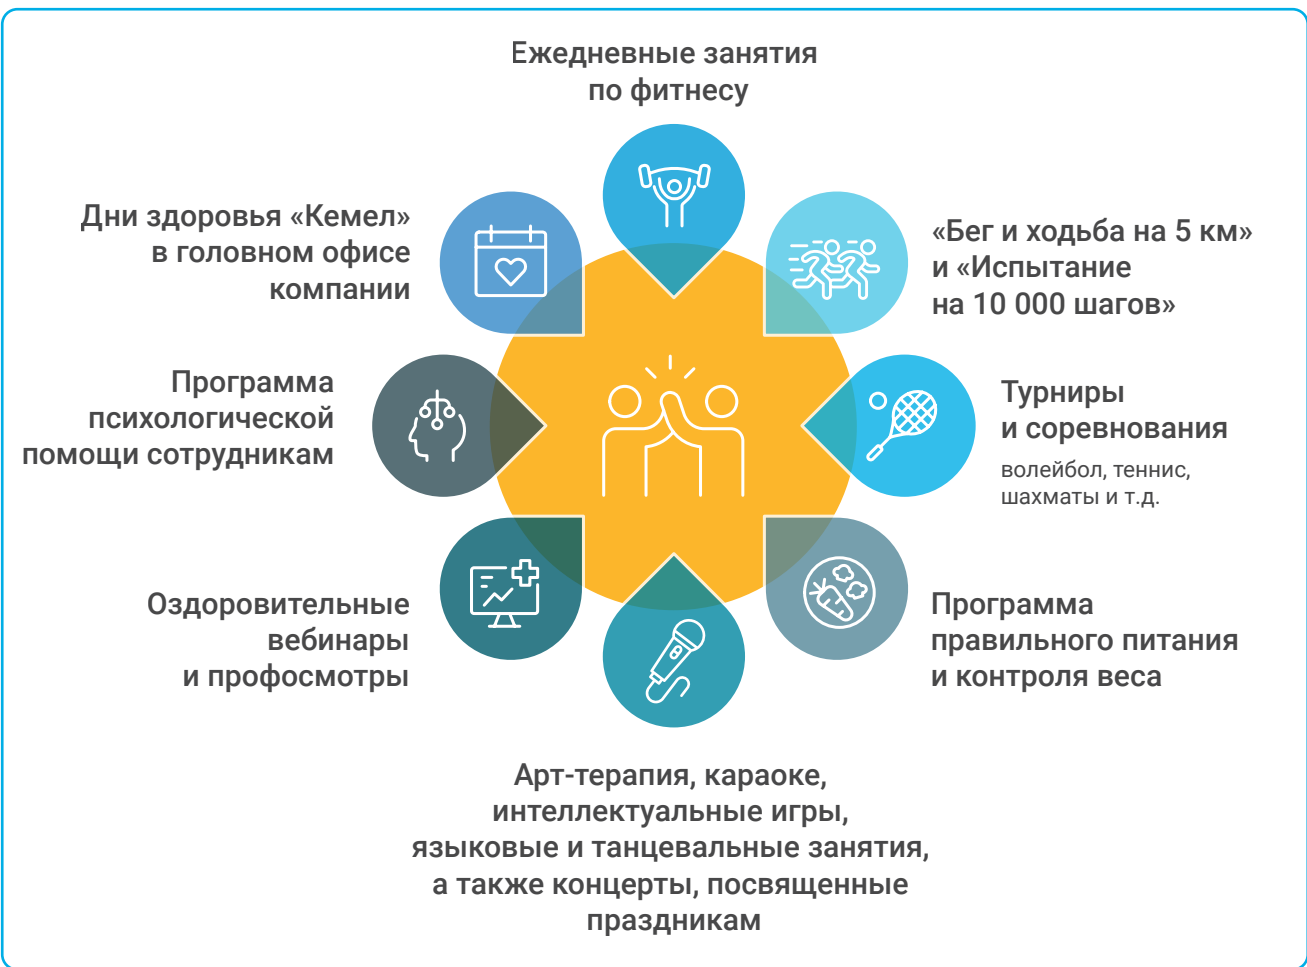 Ежедневные занятия
по фитнесу
«Бег и ходьба на 5 км»
и «Испытание
на 10 000 шагов»
Турниры
и соревнования
волейбол, теннис,
шахматы и т.д.
Программа
правильного питания
и контроля веса
Арт-терапия, караоке,
интеллектуальные игры,
языковые и танцевальные занятия,
а также концерты, посвященные
праздникам
Оздоровительные
вебинары
и профосмотры
Программа
психологической
помощи сотрудникам
Дни здоровья «Кемел»
в головном офисе
компании